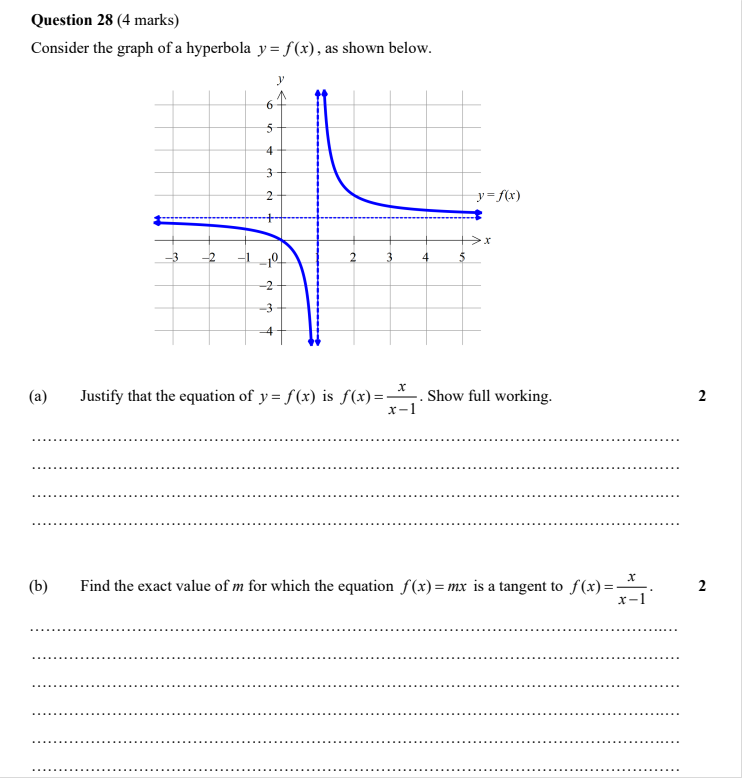 Question 28 (4 marks)
Consider the graph of a hyperbola y = f(x), as shown below.
y
6
5
4
3
2
y = f(x)
1
x
–3 –2 –1 0 2 3 4 5
–1
–2
–3
–4
(a) Justify that the equation of y = f(x) is f(x) = x/(x–1). Show full working. 2
(b) Find the exact value of m for which the equation f(x) = mx is a tangent to f(x) = x/(x–1). 2